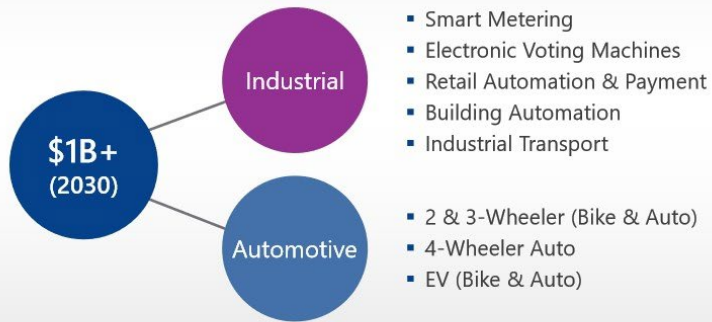 $1B+
(2030)
Industrial
▪ Smart Metering
▪ Electronic Voting Machines
▪ Retail Automation & Payment
▪ Building Automation
▪ Industrial Transport
Automotive
▪ 2 & 3-Wheeler (Bike & Auto)
▪ 4-Wheeler Auto
▪ EV (Bike & Auto)